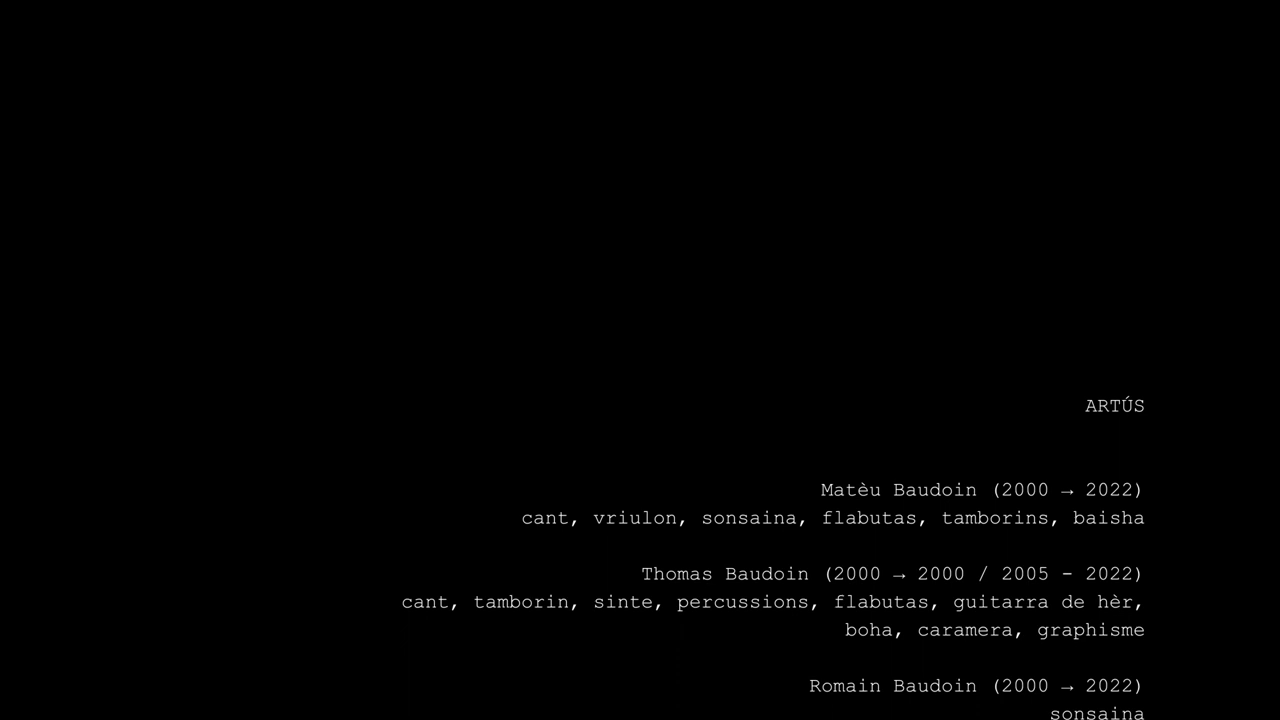 ARTÚS
Matèu Baudoin (2000 → 2022)
cant, vriulon, sonsaina, flabutas, tamborins, baisha
Thomas Baudoin (2000 → 2000 / 2005 - 2022)
cant, tamborin, sinte, percussions, flabutas, guitarra de hèr,
boha, caramera, graphisme
Romain Baudoin (2000 → 2022)
sonsaina